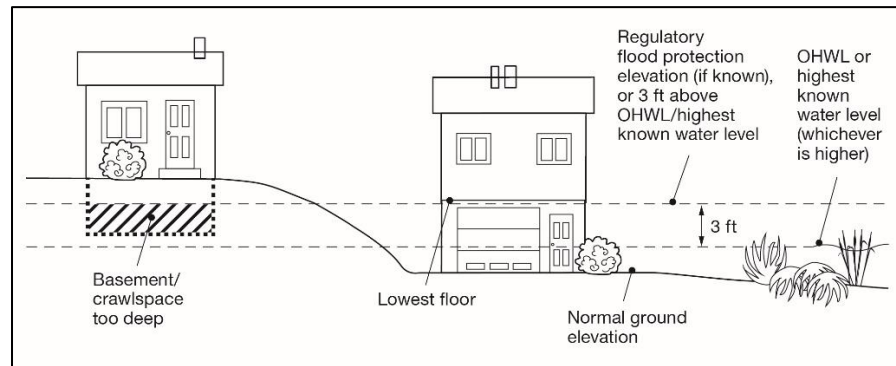 Regulatory
flood protection
elevation (if known),
or 3 ft above
OHWL/highest
known water level
OHWL or
highest
known
water level
(whichever
is higher)
3 ft
Basement/
crawlspace
too deep
Lowest floor
Normal ground
elevation